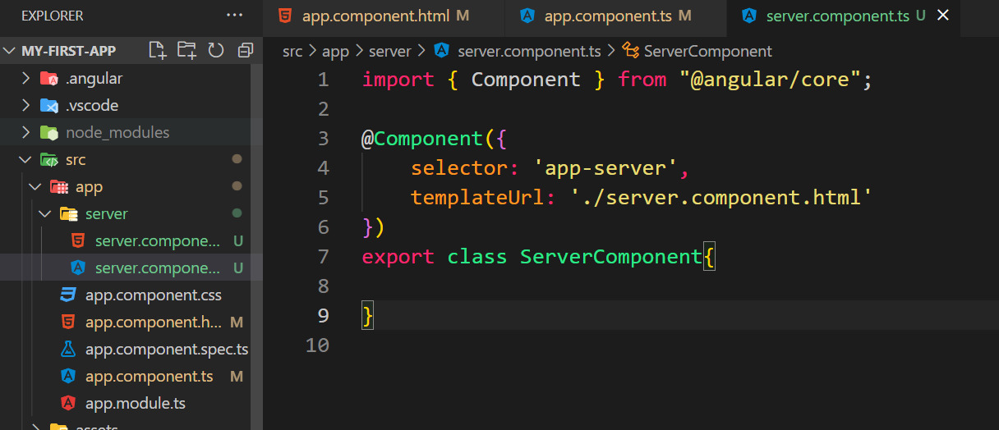 EXPLORER ...
MY-FIRST-APP
.angular
.vscode
node_modules
src
app
server
server.compone... U
server.compone... U
app.component.css
app.component.h... M
app.component.spec.ts
app.component.ts M
app.module.ts
assets
app.component.html M app.component.ts M server.component.ts U
src > app > server > server.component.ts > ServerComponent
1 import { Component } from "@angular/core";
2
3 @Component({
4 selector: 'app-server',
5 templateUrl: './server.component.html'
6 })
7 export class ServerComponent{
8
9 }
10